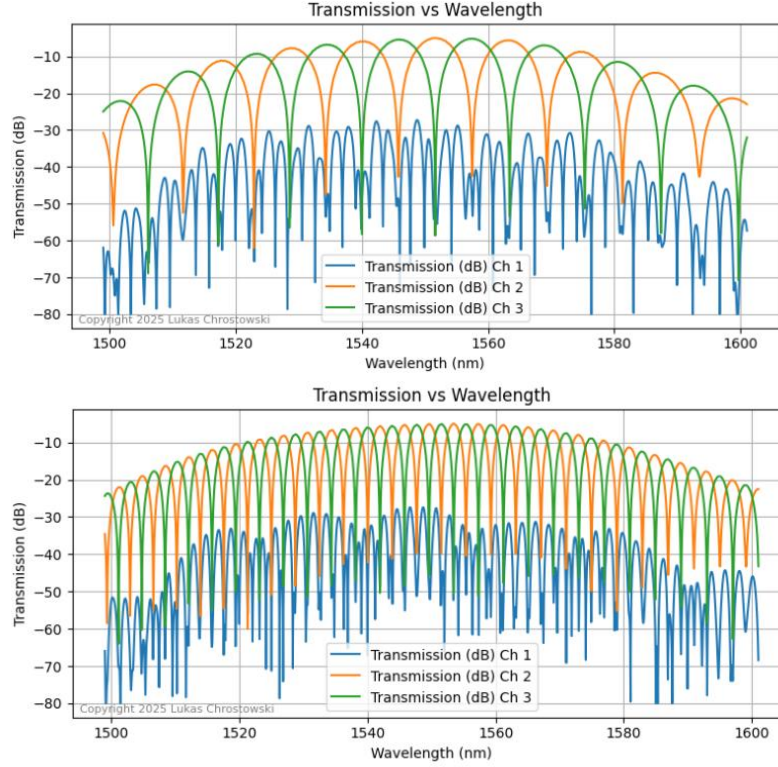 Transmission vs Wavelength
Transmission (dB)
−10
−20
−30
−40
−50
−60
−70
−80
Transmission (dB) Ch 1
Transmission (dB) Ch 2
Transmission (dB) Ch 3
Copyright 2025 Lukas Chrostowski
1500
1520
1540
1560
1580
1600
Wavelength (nm)
Transmission vs Wavelength
Transmission (dB)
−10
−20
−30
−40
−50
−60
−70
−80
Transmission (dB) Ch 1
Transmission (dB) Ch 2
Transmission (dB) Ch 3
Copyright 2025 Lukas Chrostowski
1500
1520
1540
1560
1580
1600
Wavelength (nm)